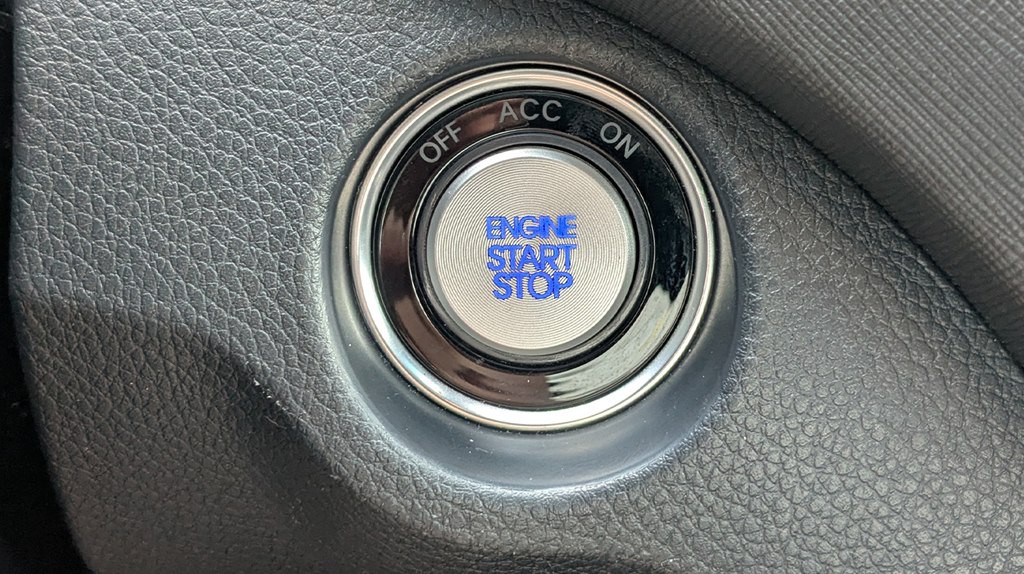 OFF ACC ON
ENGINE
START
STOP